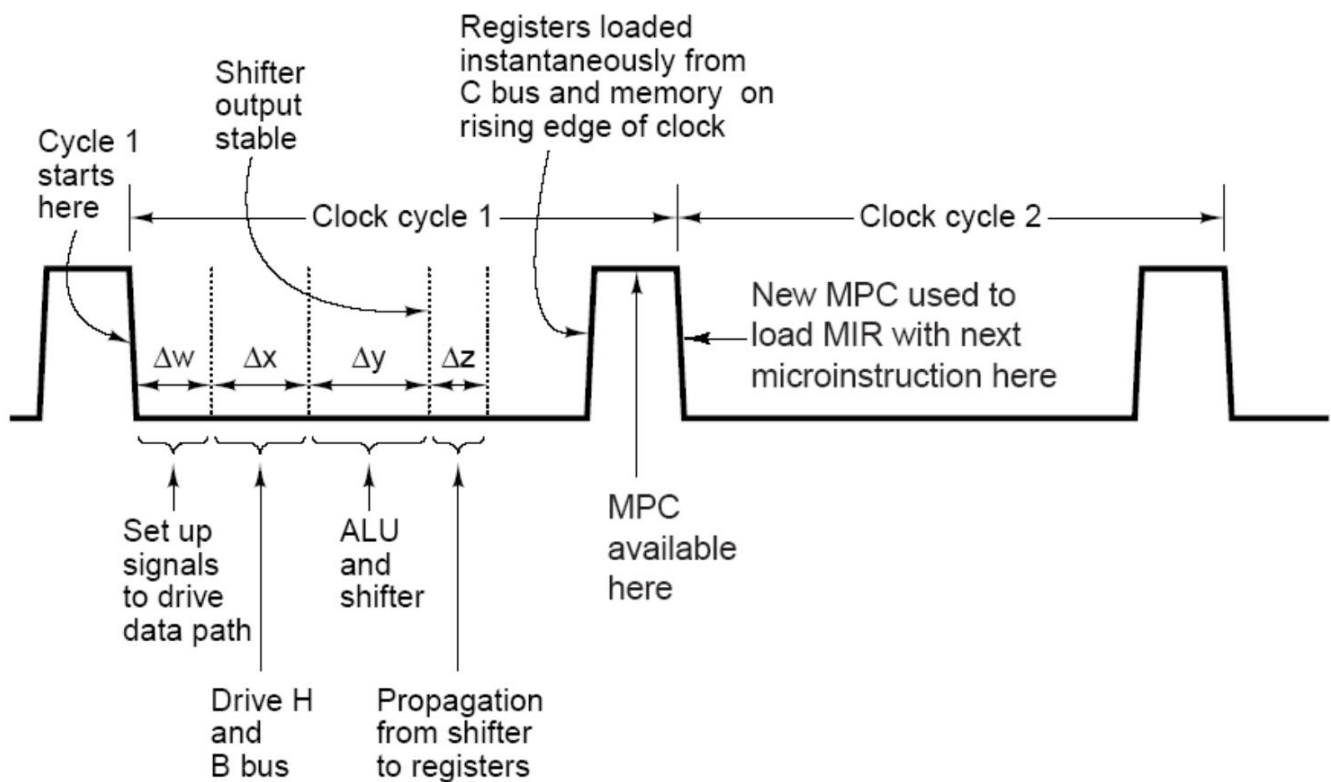 Registers loaded
instantaneously from
C bus and memory on
rising edge of clock
Shifter
output
stable
Cycle 1
starts
here
Clock cycle 1
Clock cycle 2
New MPC used to
load MIR with next
microinstruction here
Δw
Δx
Δy
Δz
Set up
signals
to drive
data path
ALU
and
shifter
MPC
available
here
Drive H
and
B bus
Propagation
from shifter
to registers